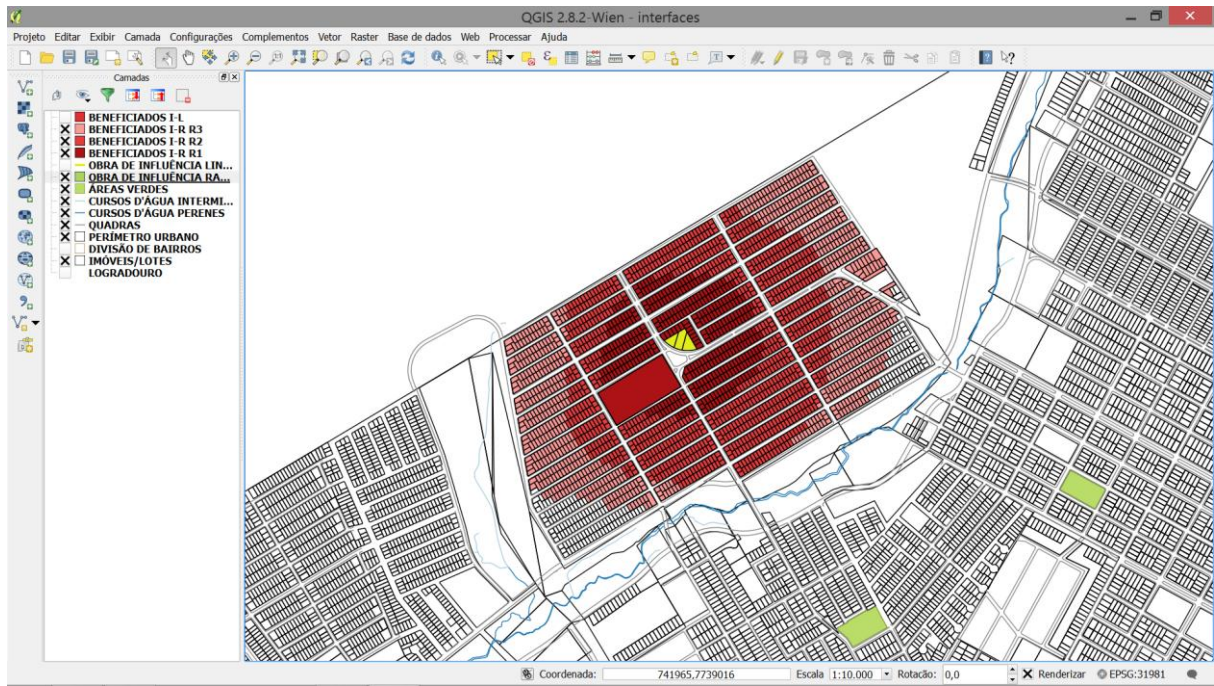 QGIS 2.8.2-Wien - interfaces
Projeto Editar Exibir Camada Configurações Complementos Vetor Raster Base de dados Web Processar Ajuda
Camadas
BENEFICIADOS I-L
BENEFICIADOS I-R R3
BENEFICIADOS I-R R2
BENEFICIADOS I-R R1
OBRA DE INFLUÊNCIA LIN...
OBRA DE INFLUÊNCIA RA...
ÁREAS VERDES
CURSOS D'ÁGUA INTERMI...
CURSOS D'ÁGUA PERENES
QUADRAS
PERÍMETRO URBANO
DIVISÃO DE BAIRROS
IMÓVEIS/LOTES
LOGRADOURO
Coordenada: 741965,7739016 Escala 1:10.000 Rotação: 0,0 Renderizar EPSG:31981